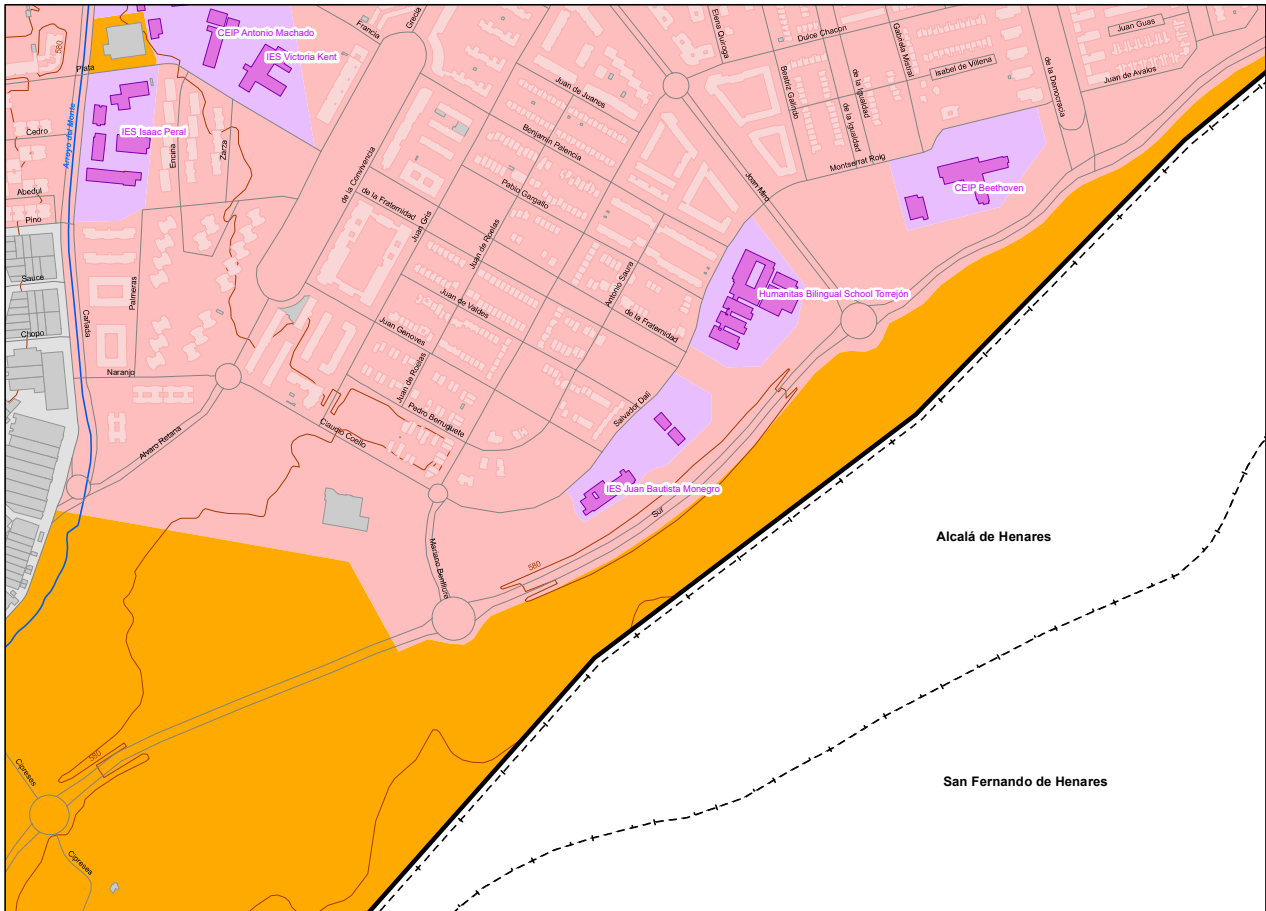 Francia
Grecia
Elena Quiroga
Dulce Chacon
Gabriela Mistral
Juan Guas
CEIP Antonio Machado
IES Victoria Kent
580
Plata
Isabel de Villena
de la Democracia
Juan de Avalos
Juan de Juanes
Beatriz Galindo
de la Igualdad
de la Igualdad
Cedro
IES Isaac Peral
Arroyo del Monte
Encina
Zarza
Benjamin Palencia
Montserrat Roig
de la Convivencia
Abedul
Pablo Gargallo
Joan Miró
CEIP Beethoven
de la Fraternidad
Pino
Juan Gris
Juan de Roelas
Sauce
Palmeras
Antonio Saura
Humanitas Bilingual School Torrejón
Juan de Valdes
de la Fraternidad
Cañada
Chopo
Juan Genoves
Naranjo
Juan de Roelas
Salvador Dalí
Pedro Berruguete
Claudio Coello
Alvaro Retana
IES Juan Bautista Monegro
Sur
Mariano Benlliure
580
Alcalá de Henares
580
Cipreses
San Fernando de Henares
Cipreses